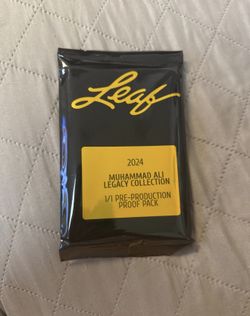 Leaf
2024
MUHAMMAD ALI
LEGACY COLLECTION
1/1 PRE-PRODUCTION
PROOF PACK